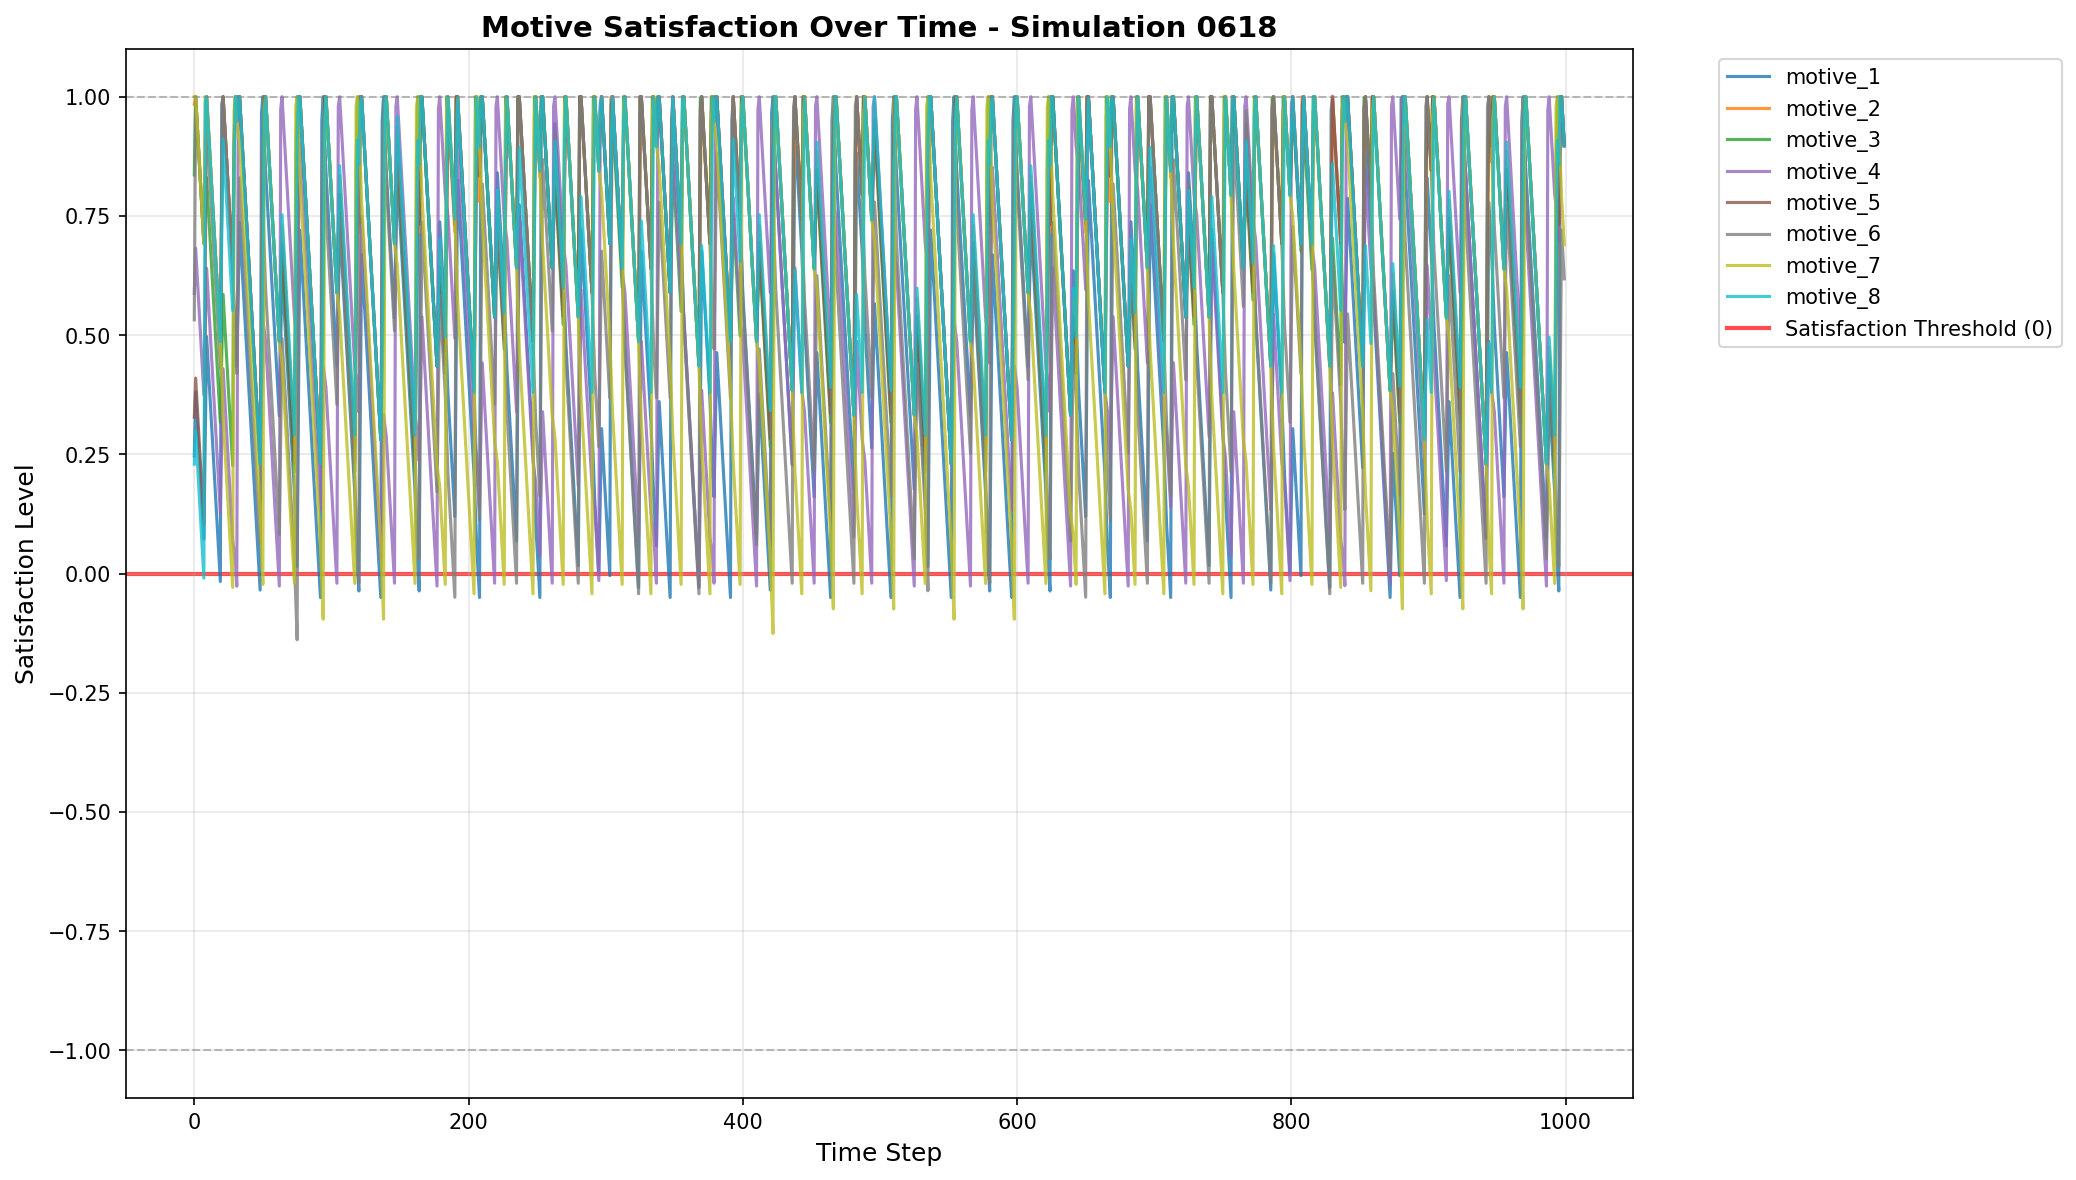 Motive Satisfaction Over Time - Simulation 0618
Satisfaction Level
1.00
0.75
0.50
0.25
0.00
−0.25
−0.50
−0.75
−1.00
0
200
400
600
800
1000
Time Step
motive_1
motive_2
motive_3
motive_4
motive_5
motive_6
motive_7
motive_8
Satisfaction Threshold (0)